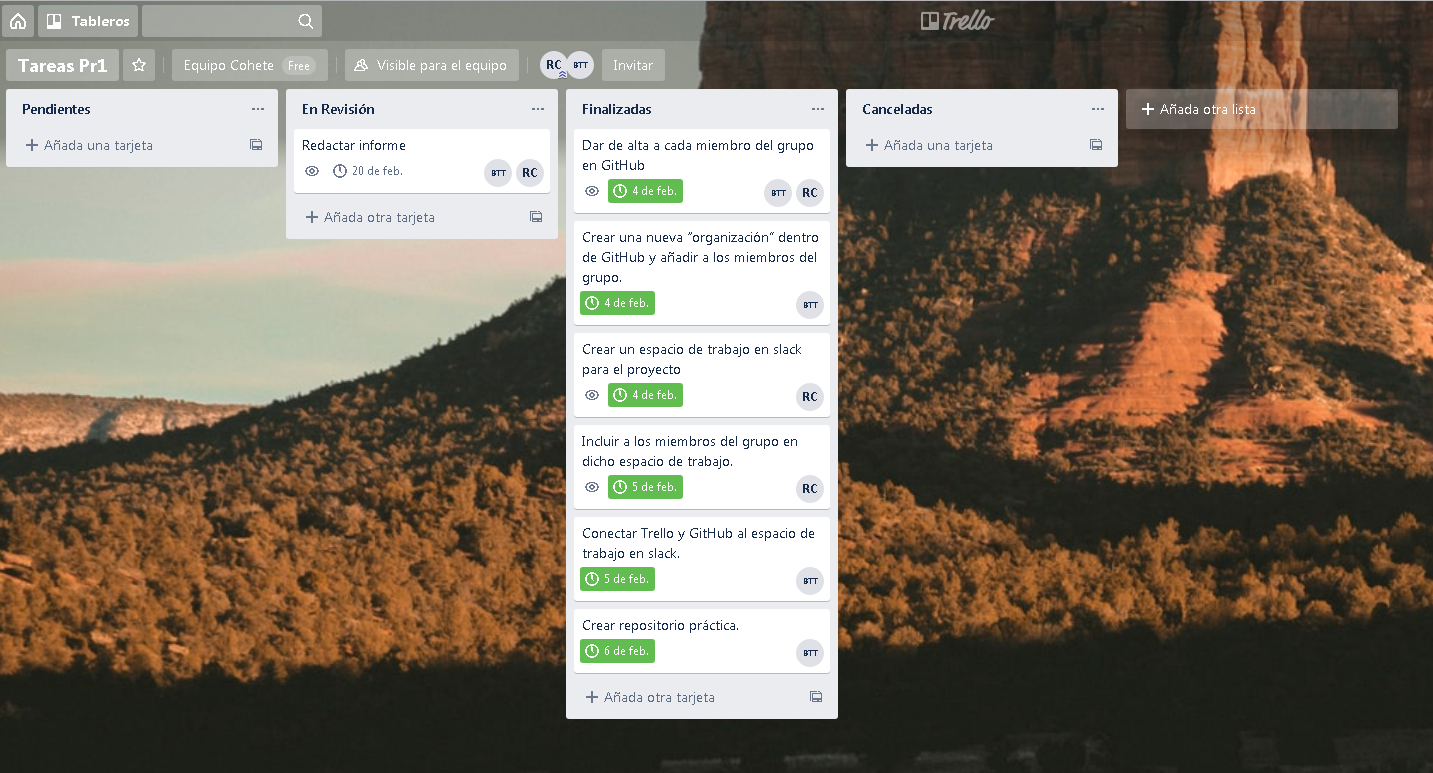 Tableros
Trello
Tareas Pr1
Equipo Cohete Free
Visible para el equipo
RC BTT
Invitar
Pendientes
Añada una tarjeta
En Revisión
Redactar informe
20 de feb.
BTT RC
Añada otra tarjeta
Finalizadas
Dar de alta a cada miembro del grupo
en GitHub
4 de feb.
BTT RC
Crear una nueva "organización" dentro
de GitHub y añadir a los miembros del
grupo.
4 de feb.
BTT
Crear un espacio de trabajo en slack
para el proyecto
4 de feb.
RC
Incluir a los miembros del grupo en
dicho espacio de trabajo.
5 de feb.
RC
Conectar Trello y GitHub al espacio de
trabajo en slack.
5 de feb.
BTT
Crear repositorio práctica.
6 de feb.
BTT
Añada otra tarjeta
Canceladas
Añada una tarjeta
Añada otra lista